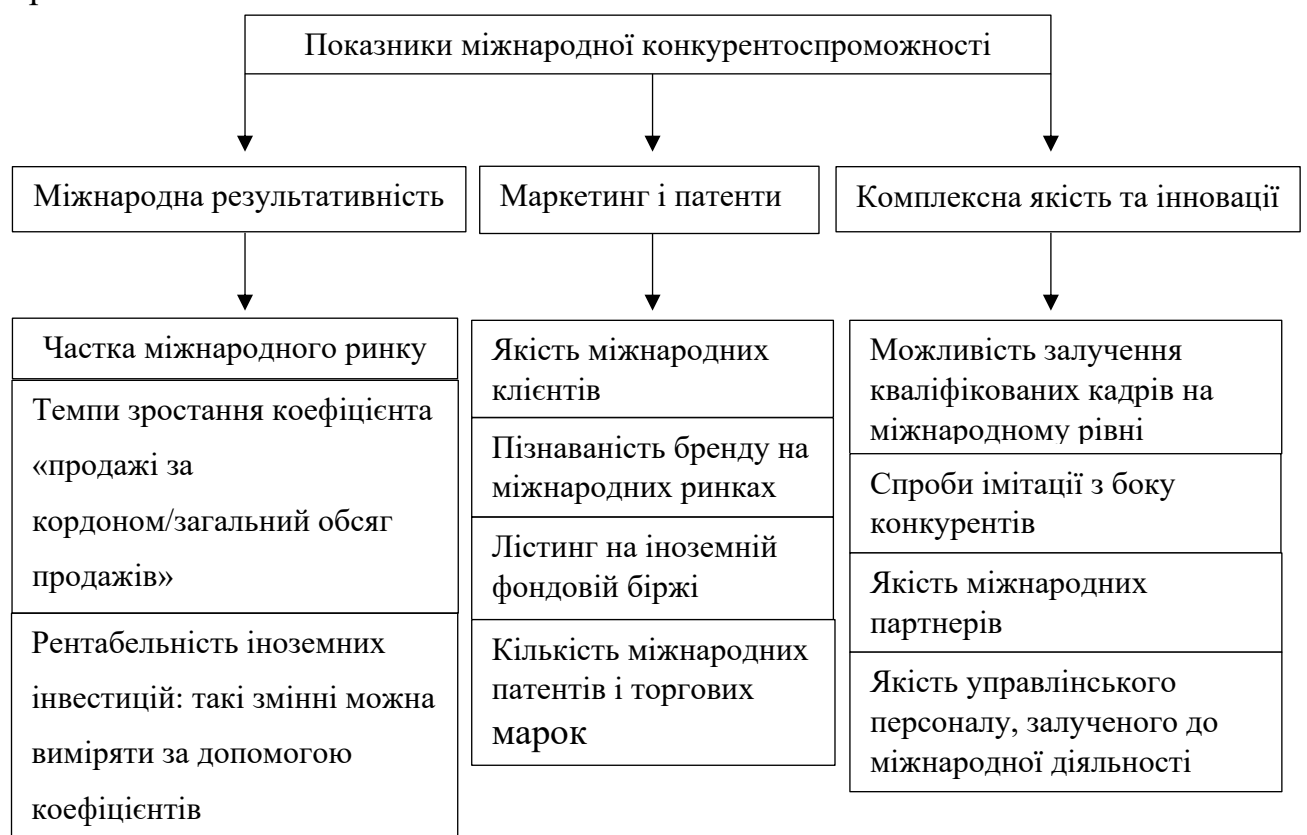 Показники міжнародної конкурентоспроможності
Міжнародна результативність
Маркетинг і патенти
Комплексна якість та інновації
Частка міжнародного ринку
Темпи зростання коефіцієнта
«продажі за
кордоном/загальний обсяг
продажів»
Рентабельність іноземних
інвестицій: такі змінні можна
виміряти за допомогою
коефіцієнтів
Якість міжнародних
клієнтів
Пізнаваність бренду на
міжнародних ринках
Лістинг на іноземній
фондовій біржі
Кількість міжнародних
патентів і торгових
марок
Можливість залучення
кваліфікованих кадрів на
міжнародному рівні
Спроби імітації з боку
конкурентів
Якість міжнародних
партнерів
Якість управлінського
персоналу, залученого до
міжнародної діяльності